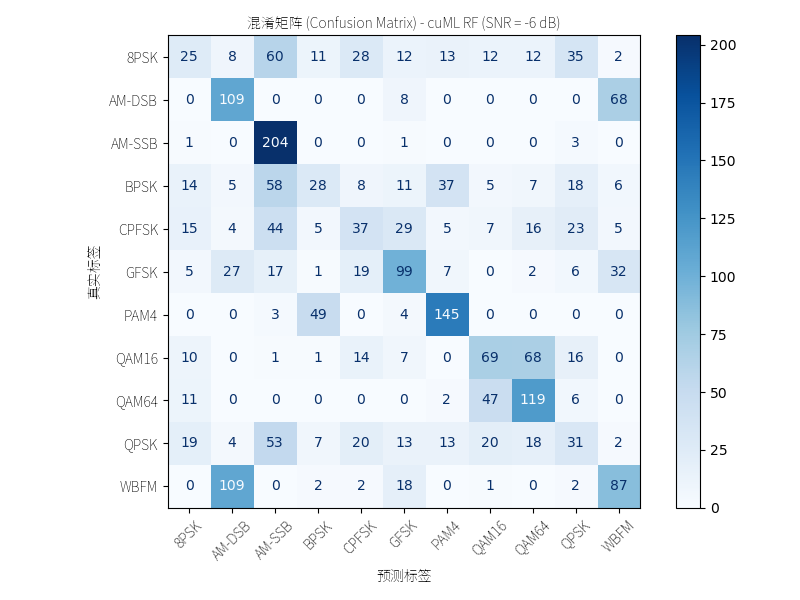 混淆矩阵 (Confusion Matrix) - cuML RF (SNR = -6 dB)
真实标签
8PSK 25 8 60 11 28 12 13 12 12 35 2
AM-DSB 0 109 0 0 0 8 0 0 0 0 68
AM-SSB 1 0 204 0 0 1 0 0 0 3 0
BPSK 14 5 58 28 8 11 37 5 7 18 6
CPFSK 15 4 44 5 37 29 5 7 16 23 5
GFSK 5 27 17 1 19 99 7 0 2 6 32
PAM4 0 0 3 49 0 4 145 0 0 0 0
QAM16 10 0 1 1 14 7 0 69 68 16 0
QAM64 11 0 0 0 0 0 2 47 119 6 0
QPSK 19 4 53 7 20 13 13 20 18 31 2
WBFM 0 109 0 2 2 18 0 1 0 2 87
8PSK AM-DSB AM-SSB BPSK CPFSK GFSK PAM4 QAM16 QAM64 QPSK WBFM
预测标签
200
175
150
125
100
75
50
25
0